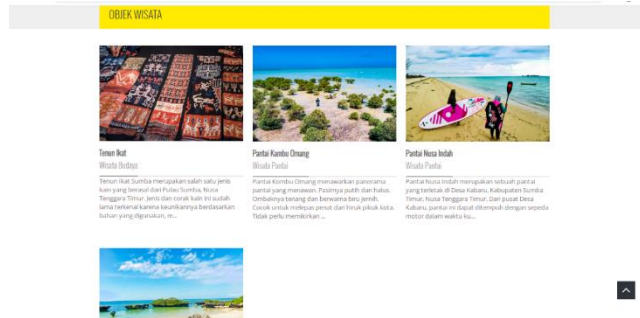 OBJEK WISATA
Tenun Ikat
Wisata Budaya
Tenun Ikat Sumba merupakan salah satu jenis
kain yang berasal dari Pulau Sumba, Nusa
Tenggara Timur. Jenis dan corak kain ini sudah
lama terkenal karena keunikannya berdasarkan
bahan yang digunakan, m...
Pantai Kambu Omang
Wisata Pantai
Pantai Kombu Omang menawarkan panorama
pantai yang menawan. Pasirnya putih dan halus.
Ombaknya tenang dan berwarna biru jernih.
Cocok untuk melepas penat dari hiruk pikuk kota.
Tidak perlu memikirkan ...
Pantai Nusa Indah
Wisata Pantai
Pantai Nusa Indah merupakan sebuah pantai
yang terletak di Desa Kabaru, Kabupaten Sumba
Timur, Nusa Tenggara Timur. Dari pusat Desa
Kabaru, pantai ini dapat ditempuh dengan sepeda
motor dalam waktu ku...